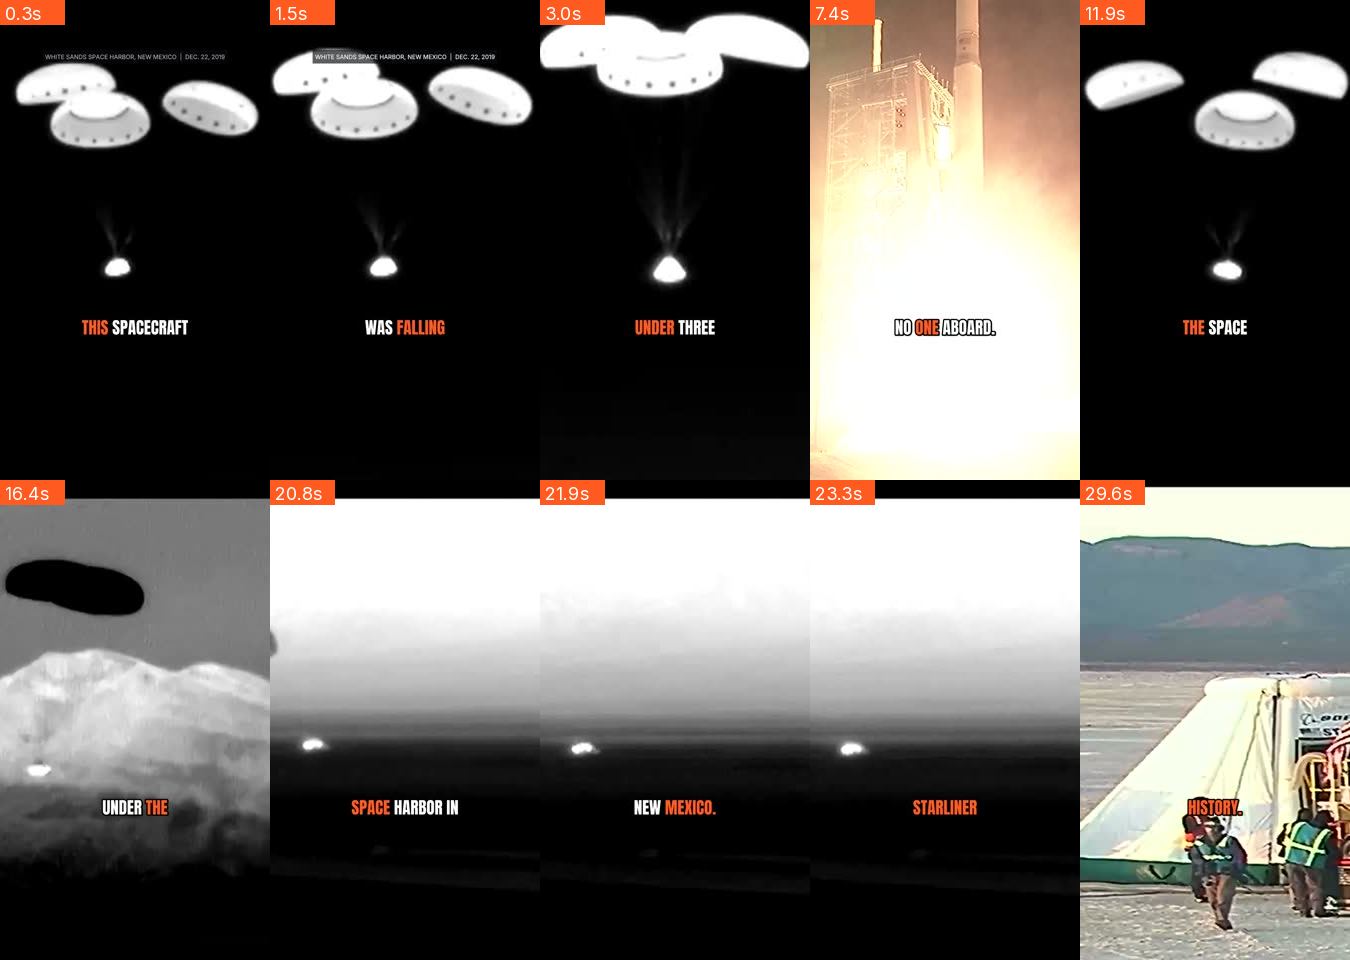 0.3s
WHITE SANDS SPACE HARBOR, NEW MEXICO | DEC. 22, 2019
THIS SPACECRAFT
1.5s
WHITE SANDS SPACE HARBOR, NEW MEXICO | DEC. 22, 2019
WAS FALLING
3.0s
UNDER THREE
7.4s
NO ONE ABOARD.
11.9s
THE SPACE
16.4s
UNDER THE
20.8s
SPACE HARBOR IN
21.9s
NEW MEXICO.
23.3s
STARLINER
29.6s
HISTORY.